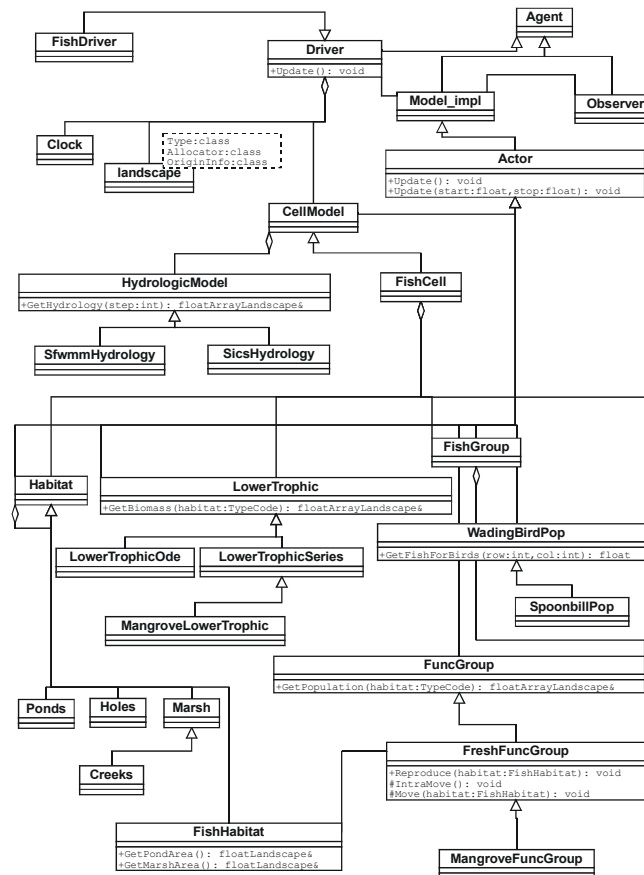 Agent
FishDriver
Driver
+Update(): void
Model_impl
Observer
Clock
Type:class
Allocator:class
OriginInfo:class
landscape
Actor
+Update(): void
+Update(start:float,stop:float): void
CellModel
HydrologicModel
+GetHydrology(step:int): floatArrayLandscape&
FishCell
SfwmmHydrology
SicsHydrology
FishGroup
Habitat
LowerTrophic
+GetBiomass(habitat:TypeCode): floatArrayLandscape&
WadingBirdPop
+GetFishForBirds(row:int,col:int): float
LowerTrophicOde
LowerTrophicSeries
SpoonbillPop
MangroveLowerTrophic
FuncGroup
+GetPopulation(habitat:TypeCode): floatArrayLandscape&
Ponds
Holes
Marsh
FreshFuncGroup
+Reproduce(habitat:FishHabitat): void
#IntraMove(): void
#Move(habitat:FishHabitat): void
Creeks
FishHabitat
+GetPondArea(): floatLandscape&
+GetMarshArea(): floatLandscape&
MangroveFuncGroup